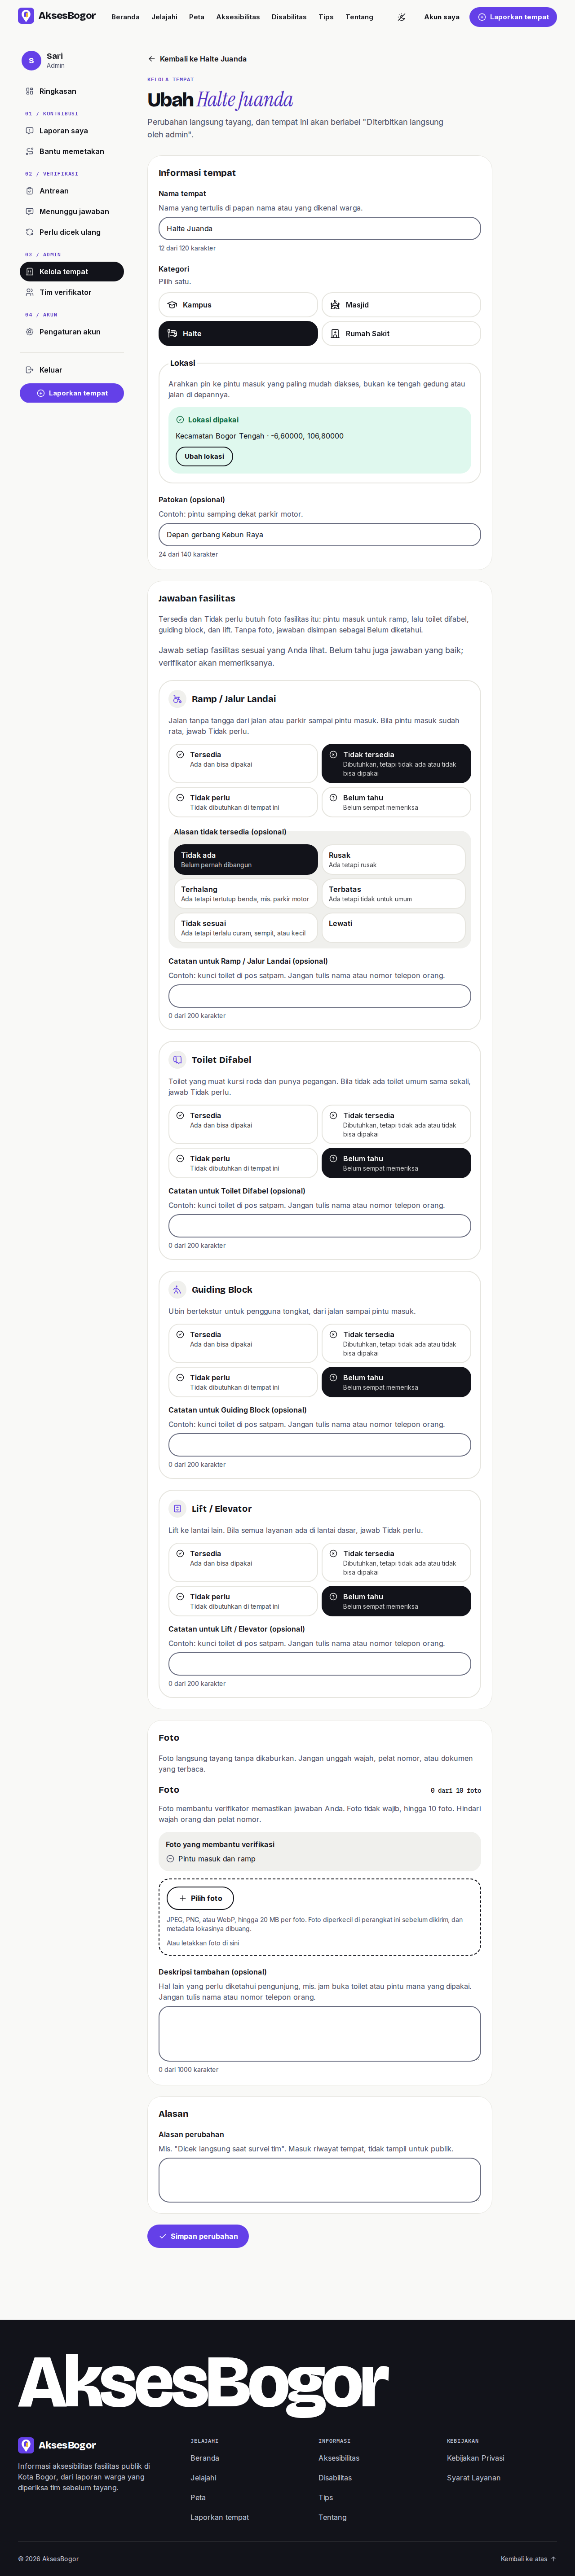 AksesBogor
Beranda
Jelajahi
Peta
Aksesibilitas
Disabilitas
Tips
Tentang
Akun saya
Laporkan tempat
S
Sari
Admin
Ringkasan
01 / KONTRIBUSI
Laporan saya
Bantu memetakan
02 / VERIFIKASI
Antrean
Menunggu jawaban
Perlu dicek ulang
03 / ADMIN
Kelola tempat
Tim verifikator
04 / AKUN
Pengaturan akun
Keluar
Laporkan tempat
Kembali ke Halte Juanda
KELOLA TEMPAT
Ubah Halte Juanda
Perubahan langsung tayang, dan tempat ini akan berlabel "Diterbitkan langsung
oleh admin".
Informasi tempat
Nama tempat
Nama yang tertulis di papan nama atau yang dikenal warga.
Halte Juanda
12 dari 120 karakter
Kategori
Pilih satu.
Kampus
Masjid
Halte
Rumah Sakit
Lokasi
Arahkan pin ke pintu masuk yang paling mudah diakses, bukan ke tengah gedung atau
jalan di depannya.
Lokasi dipakai
Kecamatan Bogor Tengah · -6,60000, 106,80000
Ubah lokasi
Patokan (opsional)
Contoh: pintu samping dekat parkir motor.
Depan gerbang Kebun Raya
24 dari 140 karakter
Jawaban fasilitas
Tersedia dan Tidak perlu butuh foto fasilitas itu: pintu masuk untuk ramp, lalu toilet difabel,
guiding block, dan lift. Tanpa foto, jawaban disimpan sebagai Belum diketahui.
Jawab setiap fasilitas sesuai yang Anda lihat. Belum tahu juga jawaban yang baik;
verifikator akan memeriksanya.
Ramp / Jalur Landai
Jalan tanpa tangga dari jalan atau parkir sampai pintu masuk. Bila pintu masuk sudah
rata, jawab Tidak perlu.
Tersedia
Ada dan bisa dipakai
Tidak tersedia
Dibutuhkan, tetapi tidak ada atau tidak
bisa dipakai
Tidak perlu
Tidak dibutuhkan di tempat ini
Belum tahu
Belum sempat memeriksa
Alasan tidak tersedia (opsional)
Tidak ada
Belum pernah dibangun
Rusak
Ada tetapi rusak
Terhalang
Ada tetapi tertutup benda, mis. parkir motor
Terbatas
Ada tetapi tidak untuk umum
Tidak sesuai
Ada tetapi terlalu curam, sempit, atau kecil
Lewati
Catatan untuk Ramp / Jalur Landai (opsional)
Contoh: kunci toilet di pos satpam. Jangan tulis nama atau nomor telepon orang.
0 dari 200 karakter
Toilet Difabel
Toilet yang muat kursi roda dan punya pegangan. Bila tidak ada toilet umum sama sekali,
jawab Tidak perlu.
Tersedia
Ada dan bisa dipakai
Tidak tersedia
Dibutuhkan, tetapi tidak ada atau tidak
bisa dipakai
Tidak perlu
Tidak dibutuhkan di tempat ini
Belum tahu
Belum sempat memeriksa
Catatan untuk Toilet Difabel (opsional)
Contoh: kunci toilet di pos satpam. Jangan tulis nama atau nomor telepon orang.
0 dari 200 karakter
Guiding Block
Ubin bertekstur untuk pengguna tongkat, dari jalan sampai pintu masuk.
Tersedia
Ada dan bisa dipakai
Tidak tersedia
Dibutuhkan, tetapi tidak ada atau tidak
bisa dipakai
Tidak perlu
Tidak dibutuhkan di tempat ini
Belum tahu
Belum sempat memeriksa
Catatan untuk Guiding Block (opsional)
Contoh: kunci toilet di pos satpam. Jangan tulis nama atau nomor telepon orang.
0 dari 200 karakter
Lift / Elevator
Lift ke lantai lain. Bila semua layanan ada di lantai dasar, jawab Tidak perlu.
Tersedia
Ada dan bisa dipakai
Tidak tersedia
Dibutuhkan, tetapi tidak ada atau tidak
bisa dipakai
Tidak perlu
Tidak dibutuhkan di tempat ini
Belum tahu
Belum sempat memeriksa
Catatan untuk Lift / Elevator (opsional)
Contoh: kunci toilet di pos satpam. Jangan tulis nama atau nomor telepon orang.
0 dari 200 karakter
Foto
Foto langsung tayang tanpa dikaburkan. Jangan unggah wajah, pelat nomor, atau dokumen
yang terbaca.
Foto
0 dari 10 foto
Foto membantu verifikator memastikan jawaban Anda. Foto tidak wajib, hingga 10 foto. Hindari
wajah orang dan pelat nomor.
Foto yang membantu verifikasi
Pintu masuk dan ramp
Pilih foto
JPEG, PNG, atau WebP, hingga 20 MB per foto. Foto diperkecil di perangkat ini sebelum dikirim, dan
metadata lokasinya dibuang.
Atau letakkan foto di sini
Deskripsi tambahan (opsional)
Hal lain yang perlu diketahui pengunjung, mis. jam buka toilet atau pintu mana yang dipakai.
Jangan tulis nama atau nomor telepon orang.
0 dari 1000 karakter
Alasan
Alasan perubahan
Mis. "Dicek langsung saat survei tim". Masuk riwayat tempat, tidak tampil untuk publik.
Simpan perubahan
AksesBogor
AksesBogor
Informasi aksesibilitas fasilitas publik di
Kota Bogor, dari laporan warga yang
diperiksa tim sebelum tayang.
JELAJAHI
Beranda
Jelajahi
Peta
Laporkan tempat
INFORMASI
Aksesibilitas
Disabilitas
Tips
Tentang
KEBIJAKAN
Kebijakan Privasi
Syarat Layanan
© 2026 AksesBogor
Kembali ke atas ↑